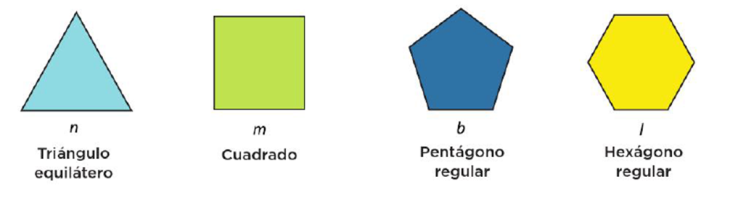 n
Triángulo
equilátero
m
Cuadrado
b
Pentágono
regular
l
Hexágono
regular